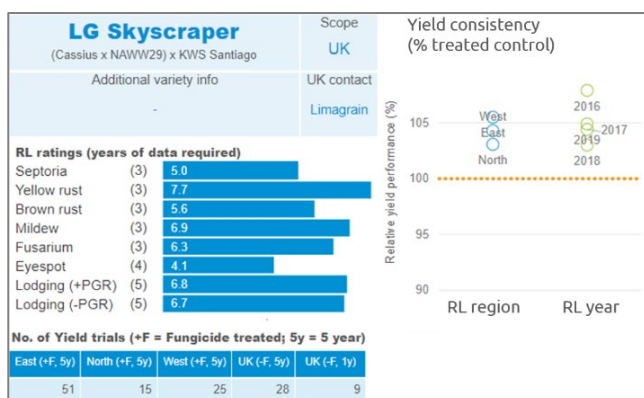 LG Skyscraper
(Cassius x NAWW29) x KWS Santiago
Scope
UK
Additional variety info
-
UK contact
Limagrain
RL ratings (years of data required)
Septoria (3) 5.0
Yellow rust (3) 7.7
Brown rust (3) 5.6
Mildew (3) 6.9
Fusarium (3) 6.3
Eyespot (4) 4.1
Lodging (+PGR) (5) 6.8
Lodging (-PGR) (5) 6.7
No. of Yield trials (+F = Fungicide treated; 5y = 5 year)
East (+F, 5y) North (+F, 5y) West (+F, 5y) UK (-F, 5y) UK (-F, 1y)
51 15 25 28 9
Yield consistency
(% treated control)
Relative yield performance (%)
105
100
95
90
West
East
North
2016
2017
2019
2018
RL region RL year